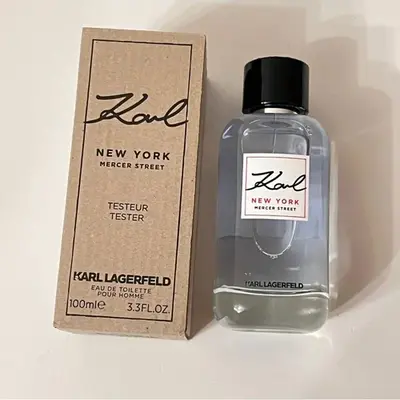 Karl
NEW YORK
MERCER STREET
TESTEUR
TESTER
KARL LAGERFELD
EAU DE TOILETTE
POUR HOMME
100ml℮ 3.3FL.OZ.
Karl
NEW YORK
MERCER STREET
KARL LAGERFELD